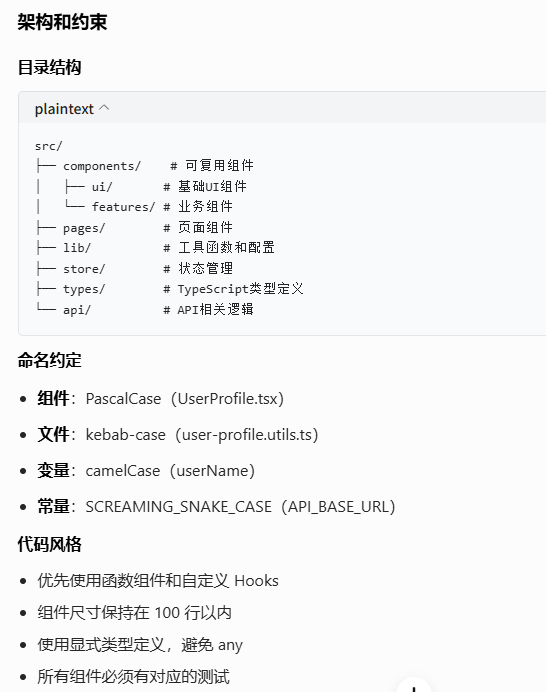 架构和约束
目录结构
plaintext
src/
├── components/    # 可复用组件
│   ├── ui/       # 基础UI组件
│   └── features/ # 业务组件
├── pages/        # 页面组件
├── lib/          # 工具函数和配置
├── store/        # 状态管理
├── types/        # TypeScript类型定义
└── api/          # API相关逻辑
命名约定
• 组件：PascalCase（UserProfile.tsx）
• 文件：kebab-case（user-profile.utils.ts）
• 变量：camelCase（userName）
• 常量：SCREAMING_SNAKE_CASE（API_BASE_URL）
代码风格
• 优先使用函数组件和自定义 Hooks
• 组件尺寸保持在 100 行以内
• 使用显式类型定义，避免 any
• 所有组件必须有对应的测试